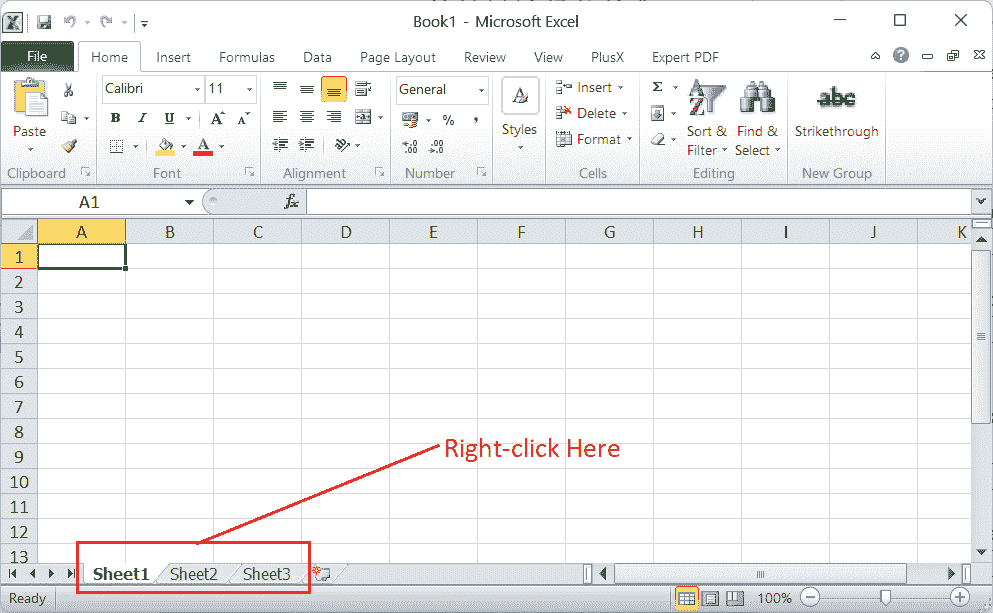 Book1 - Microsoft Excel
File Home Insert Formulas Data Page Layout Review View PlusX Expert PDF
Calibri 11 General Insert Σ abc
Paste B I U % , Styles Delete Sort & Find & Strikethrough
A Format Filter Select
Clipboard Font Alignment Number Cells Editing New Group
A1 fx
A B C D E F G H I J K
1
2
3
4
5
6
7
8
9 Right-click Here
10
11
12
13
Sheet1 Sheet2 Sheet3
Ready 100%